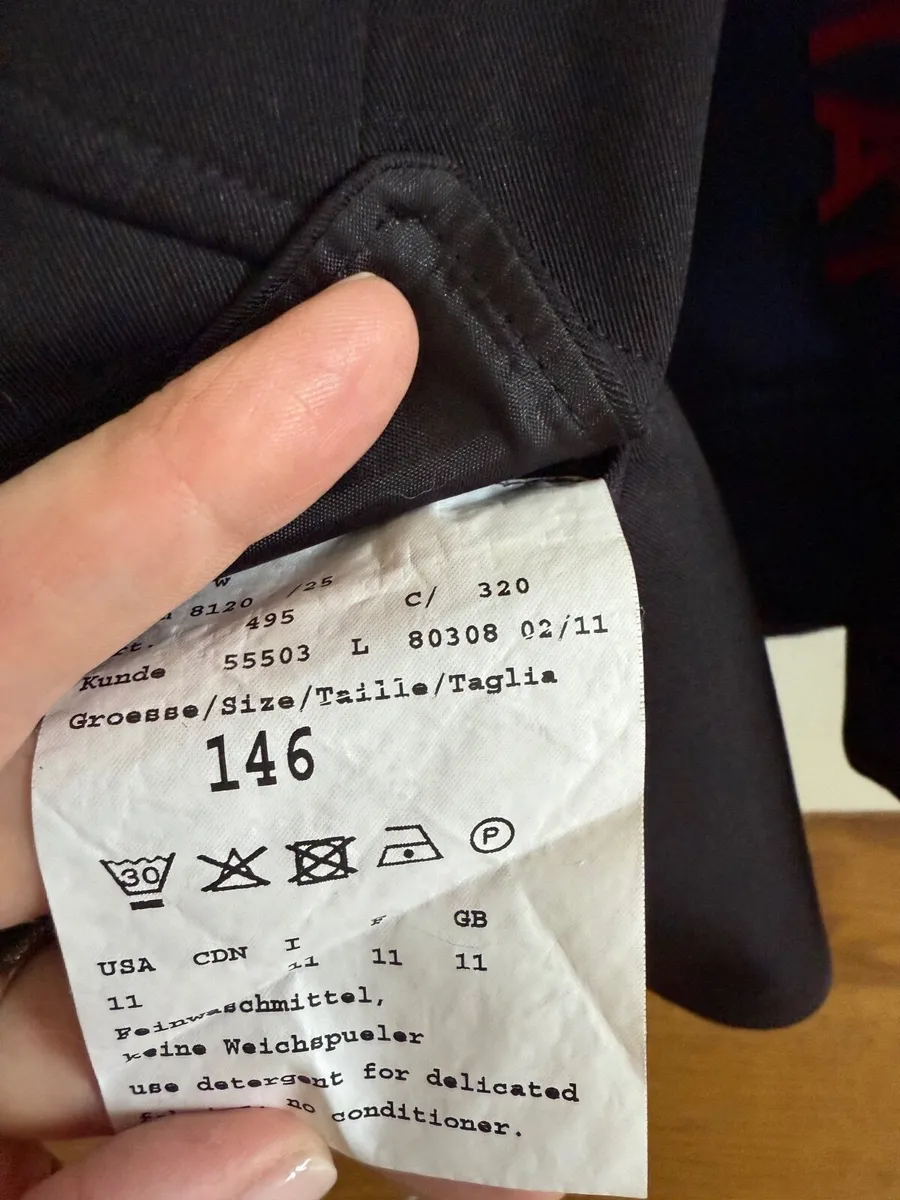 W
8120 /25 C/ 320
495
Kunde 55503 L 80308 02/11
Groesse/Size/Taille/Taglia
146
30
P
USA CDN I F GB
11 11 11 11
Feinwaschmittel,
keine Weichspueler
use detergent for delicated
no conditioner.